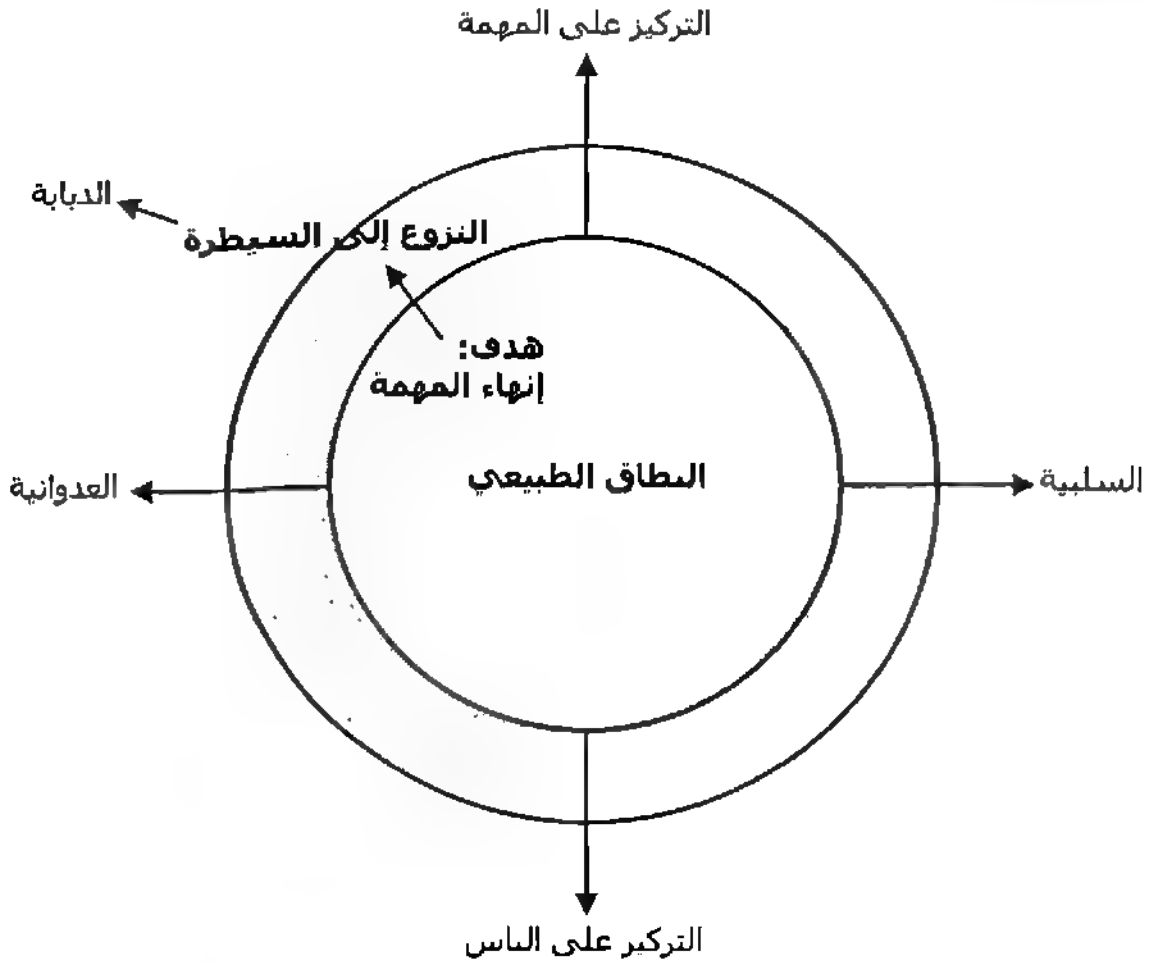 التركيز على المهمة
الدبابة
النزوع إلى السيطرة
هدف:
إنهاء المهمة
العدوانية
النطاق الطبيعي
السلبية
التركيز على الناس